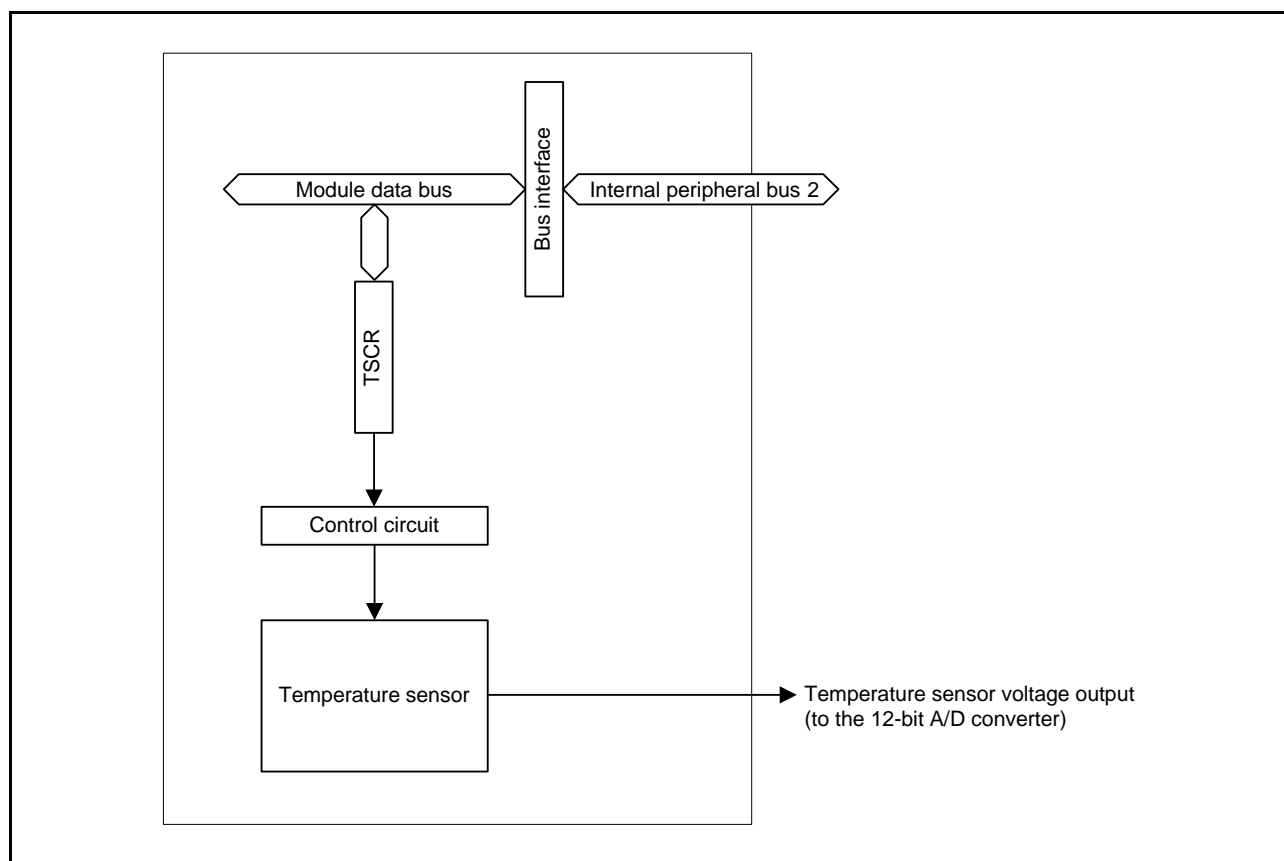 Bus interface
Module data bus
Internal peripheral bus 2
TSCR
Control circuit
Temperature sensor
Temperature sensor voltage output
(to the 12-bit A/D converter)